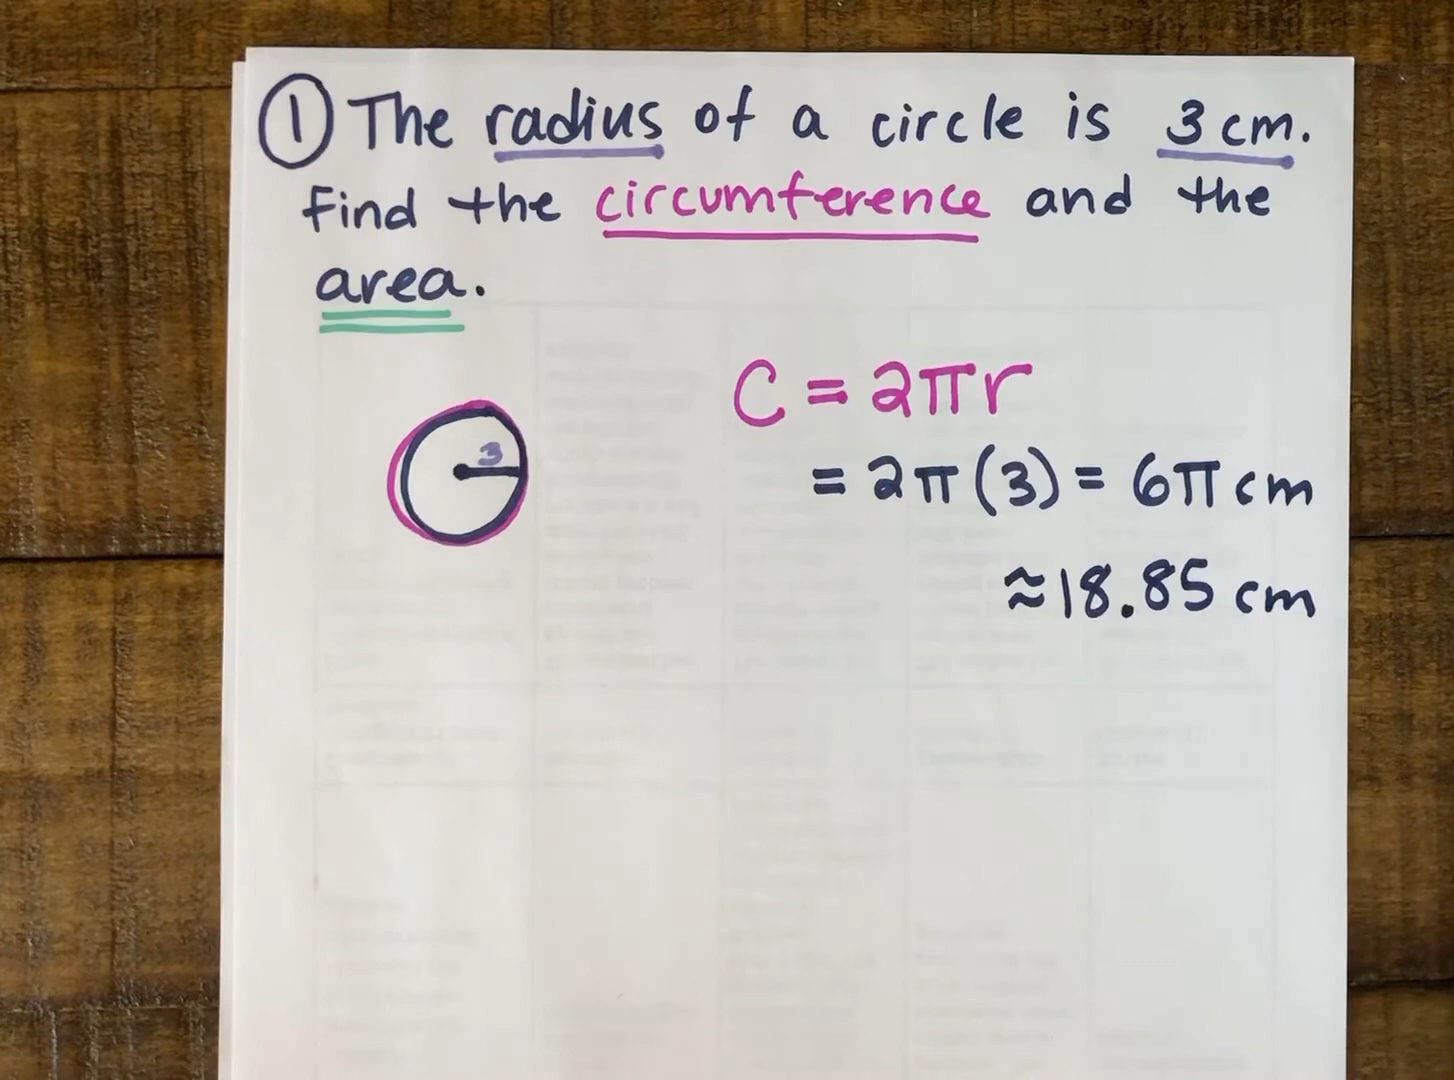 ① The radius of a circle is 3 cm.
Find the circumference and the
area.
C = 2πr
3
= 2π(3) = 6π cm
≈ 18.85 cm